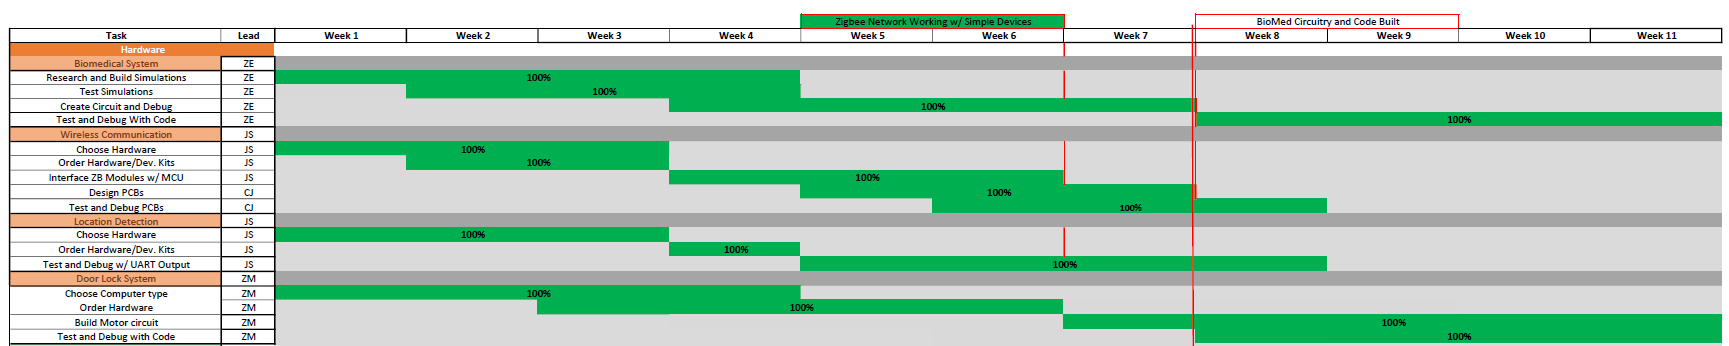 Zigbee Network Working w/ Simple Devices BioMed Circuitry and Code Built
Task Lead Week 1 Week 2 Week 3 Week 4 Week 5 Week 6 Week 7 Week 8 Week 9 Week 10 Week 11
Hardware
Biomedical System ZE
Research and Build Simulations ZE 100%
Test Simulations ZE 100%
Create Circuit and Debug ZE 100%
Test and Debug With Code ZE 100%
Wireless Communication JS
Choose Hardware JS 100%
Order Hardware/Dev. Kits JS 100%
Interface ZB Modules w/ MCU JS 100%
Design PCBs CJ 100%
Test and Debug PCBs CJ 100%
Location Detection JS
Choose Hardware JS 100%
Order Hardware/Dev. Kits JS 100%
Test and Debug w/ UART Output JS 100%
Door Lock System ZM
Choose Computer type ZM 100%
Order Hardware ZM 100%
Build Motor circuit ZM 100%
Test and Debug with Code ZM 100%